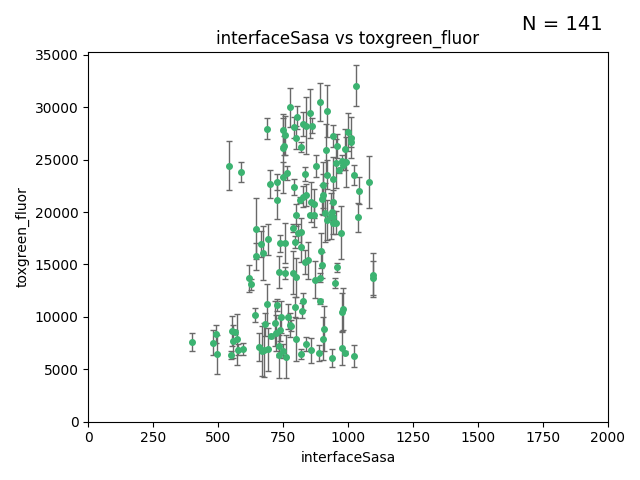 N = 141
interfaceSasa vs toxgreen_fluor
35000
30000
25000
20000
15000
10000
5000
0
toxgreen_fluor
0 250 500 750 1000 1250 1500 1750 2000
interfaceSasa